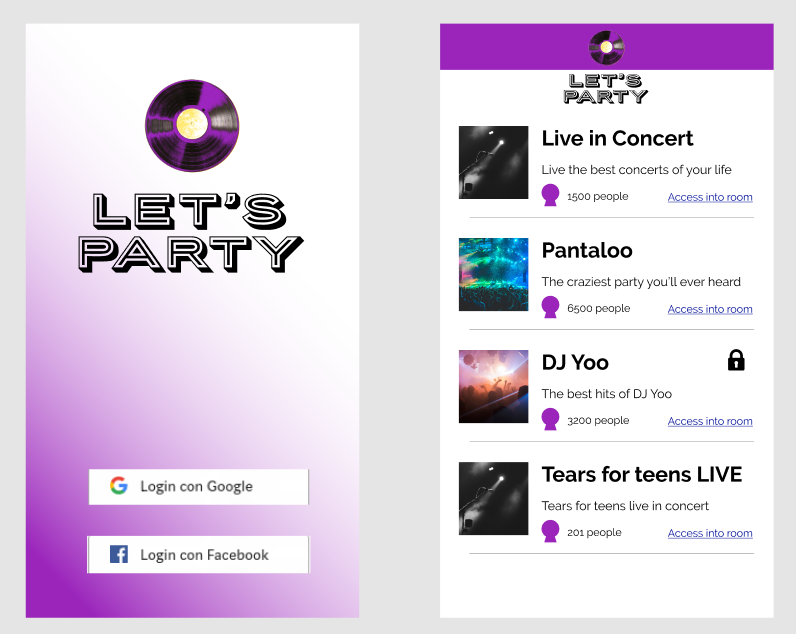 LET'S
PARTY
Login con Google
Login con Facebook
LET'S
PARTY
Live in Concert
Live the best concerts of your life
1500 people Access into room
Pantaloo
The craziest party you'll ever heard
6500 people Access into room
DJ Yoo
The best hits of DJ Yoo
3200 people Access into room
Tears for teens LIVE
Tears for teens live in concert
201 people Access into room